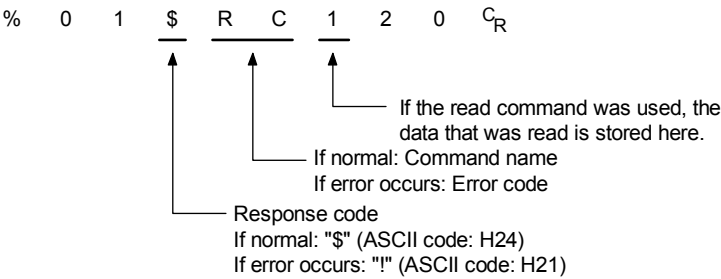 % 0 1 $ R C 1 2 0 CR
If the read command was used, the
data that was read is stored here.
If normal: Command name
If error occurs: Error code
Response code
If normal: "$" (ASCII code: H24)
If error occurs: "!" (ASCII code: H21)